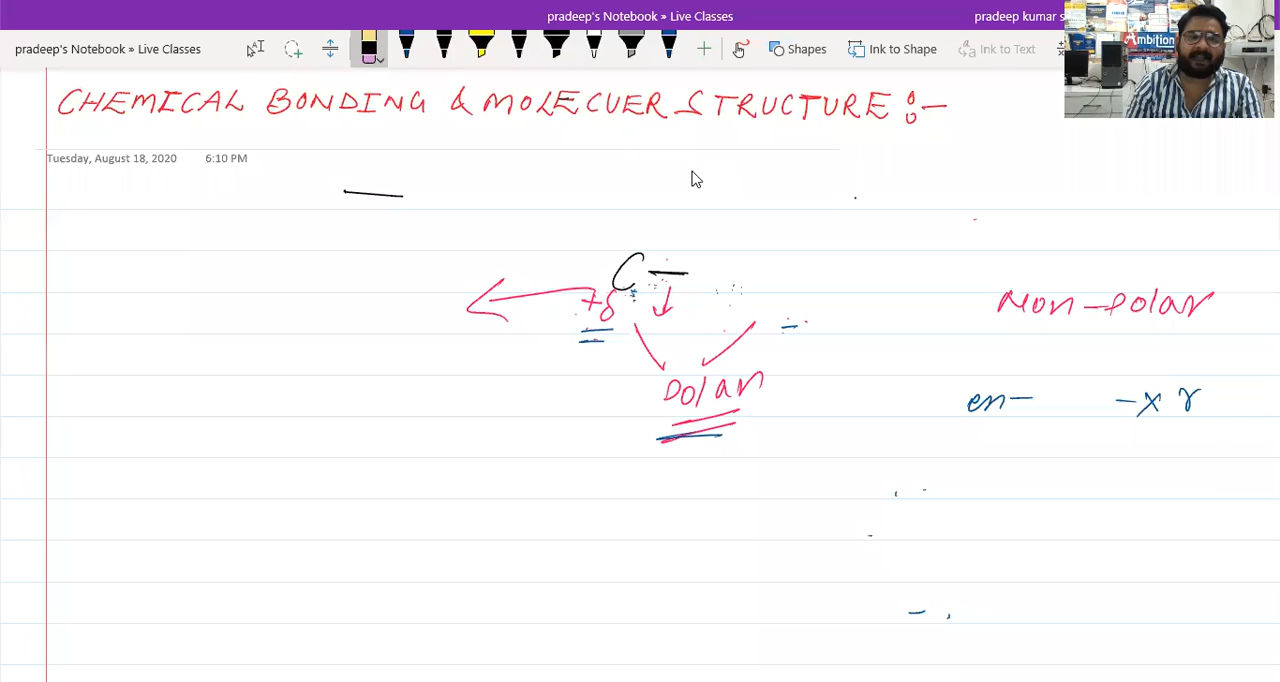 pradeep's Notebook » Live Classes
pradeep kumar s
pradeep's Notebook » Live Classes
Shapes
Ink to Shape
Ink to Text
Ambition
CHEMICAL BONDING & MOLECUER STRUCTURE :-
Tuesday, August 18, 2020 6:10 PM
C —
+δ
Non-polar
polar
en- -x r